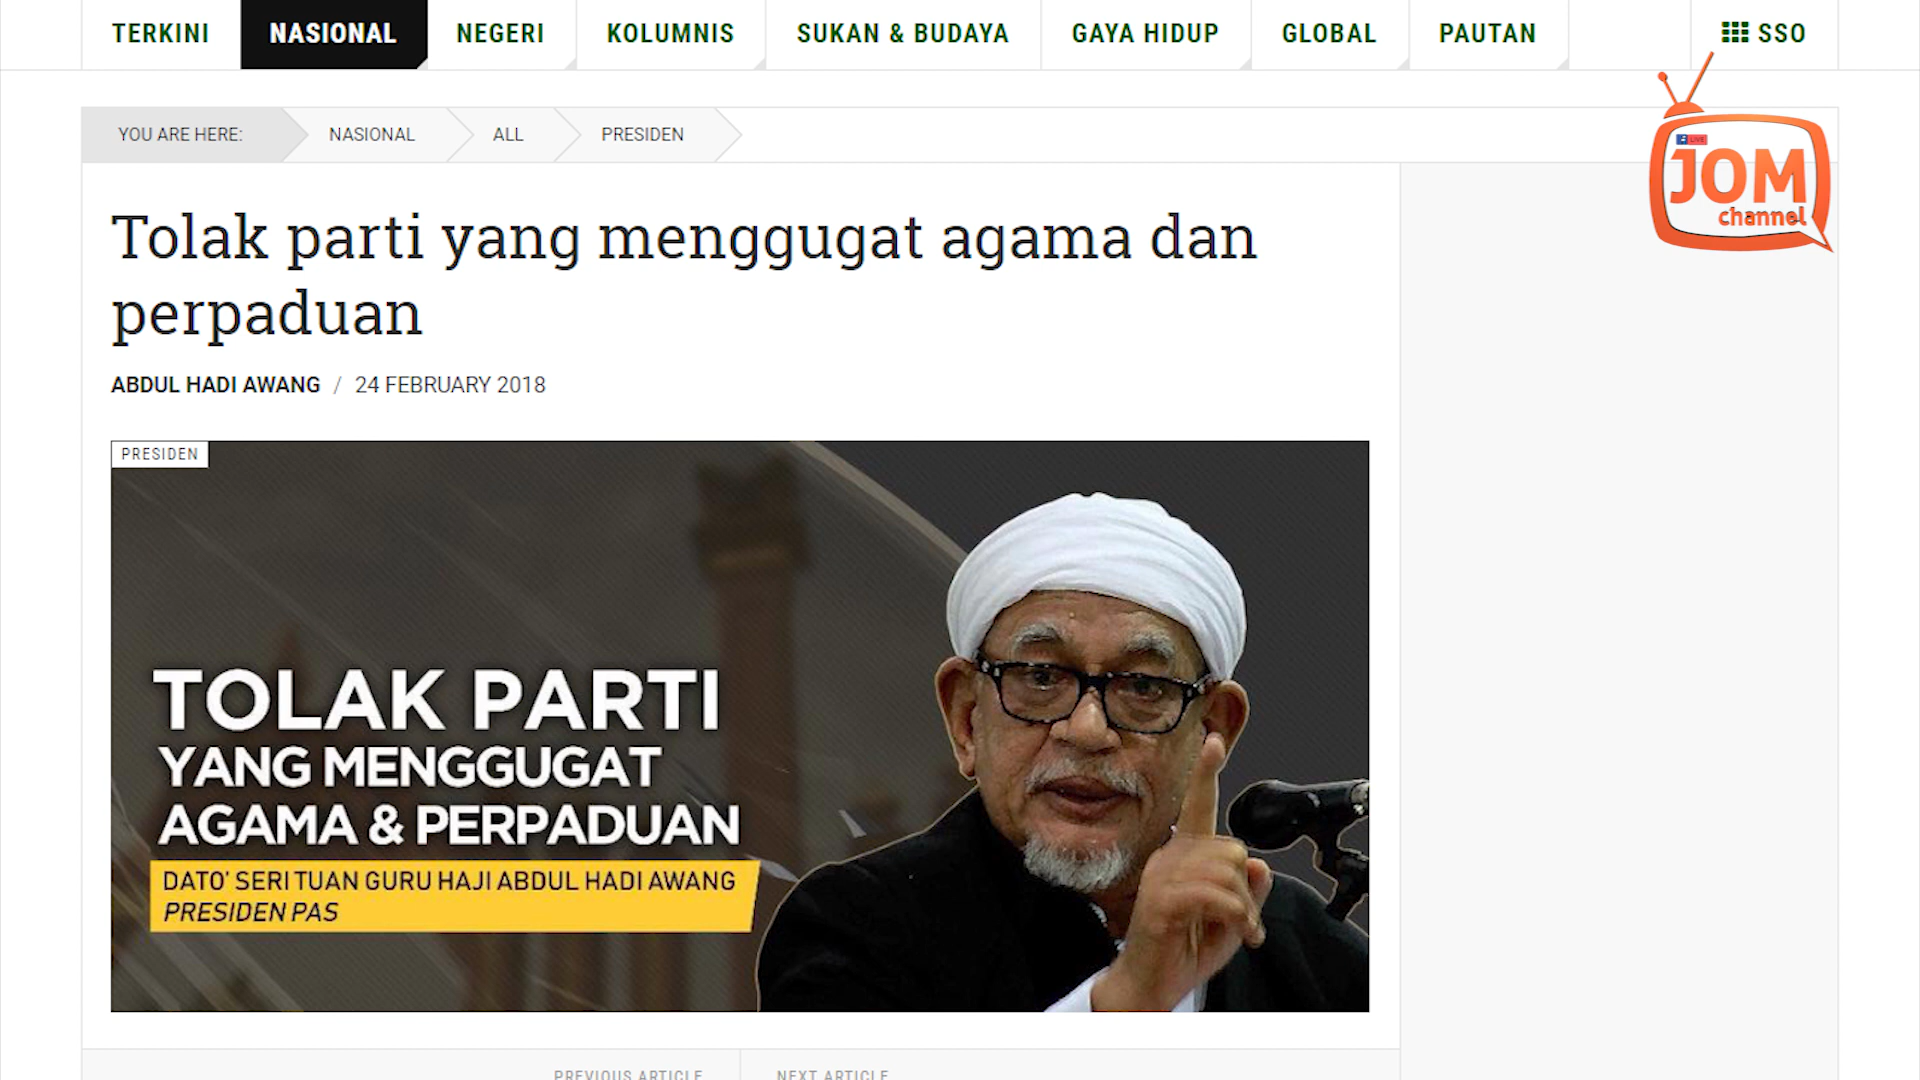 TERKINI NASIONAL NEGERI KOLUMNIS SUKAN & BUDAYA GAYA HIDUP GLOBAL PAUTAN SSO
LIVE
JOM
channel
YOU ARE HERE: NASIONAL ALL PRESIDEN
Tolak parti yang menggugat agama dan
perpaduan
ABDUL HADI AWANG / 24 FEBRUARY 2018
PRESIDEN
TOLAK PARTI
YANG MENGGUGAT
AGAMA & PERPADUAN
DATO' SERI TUAN GURU HAJI ABDUL HADI AWANG
PRESIDEN PAS
PREVIOUS ARTICLE NEXT ARTICLE